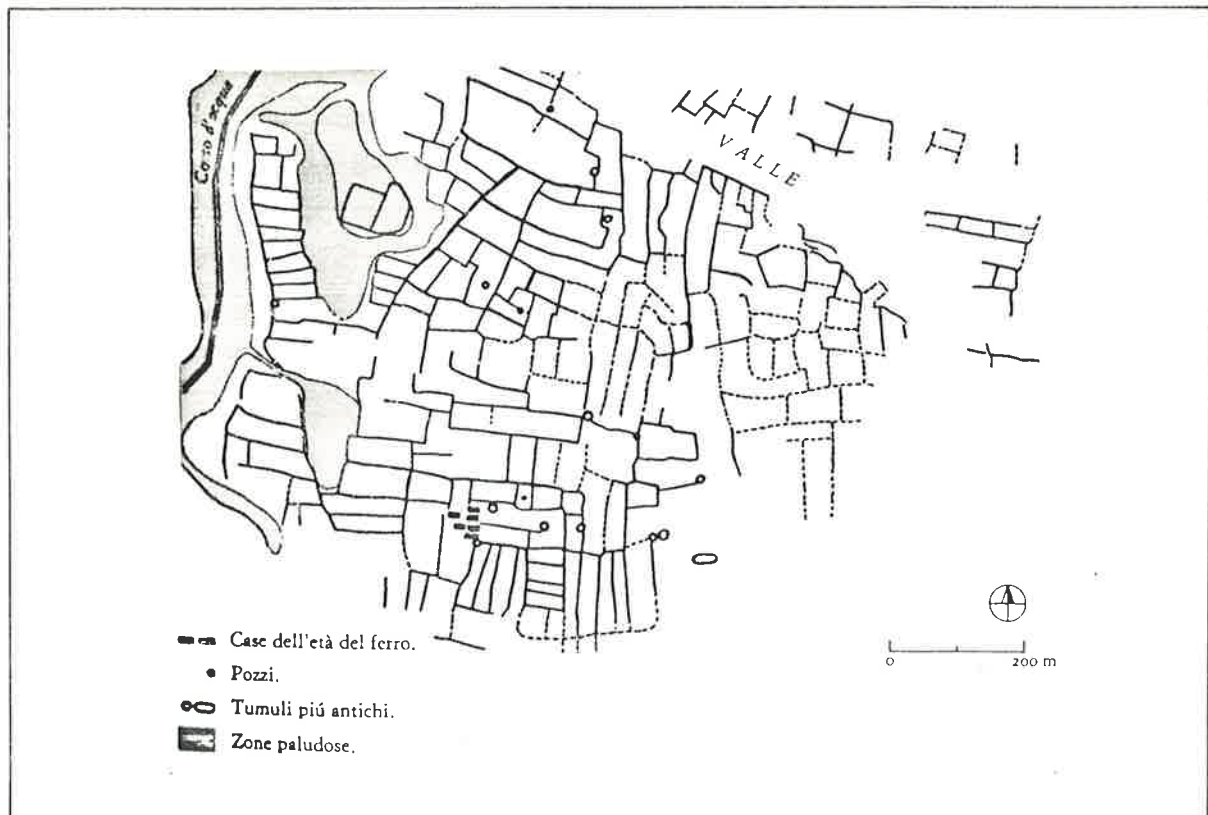 Corso d'acqua
VALLE
Case dell'età del ferro.
Pozzi.
Tumuli piú antichi.
Zone paludose.
0 200 m